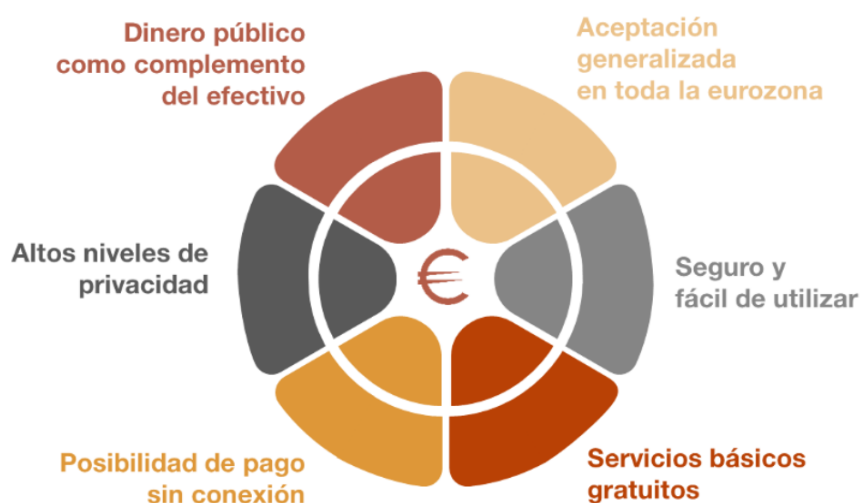 Dinero público
como complemento
del efectivo
Aceptación
generalizada
en toda la eurozona
Altos niveles de
privacidad
€
Seguro y
fácil de utilizar
Posibilidad de pago
sin conexión
Servicios básicos
gratuitos